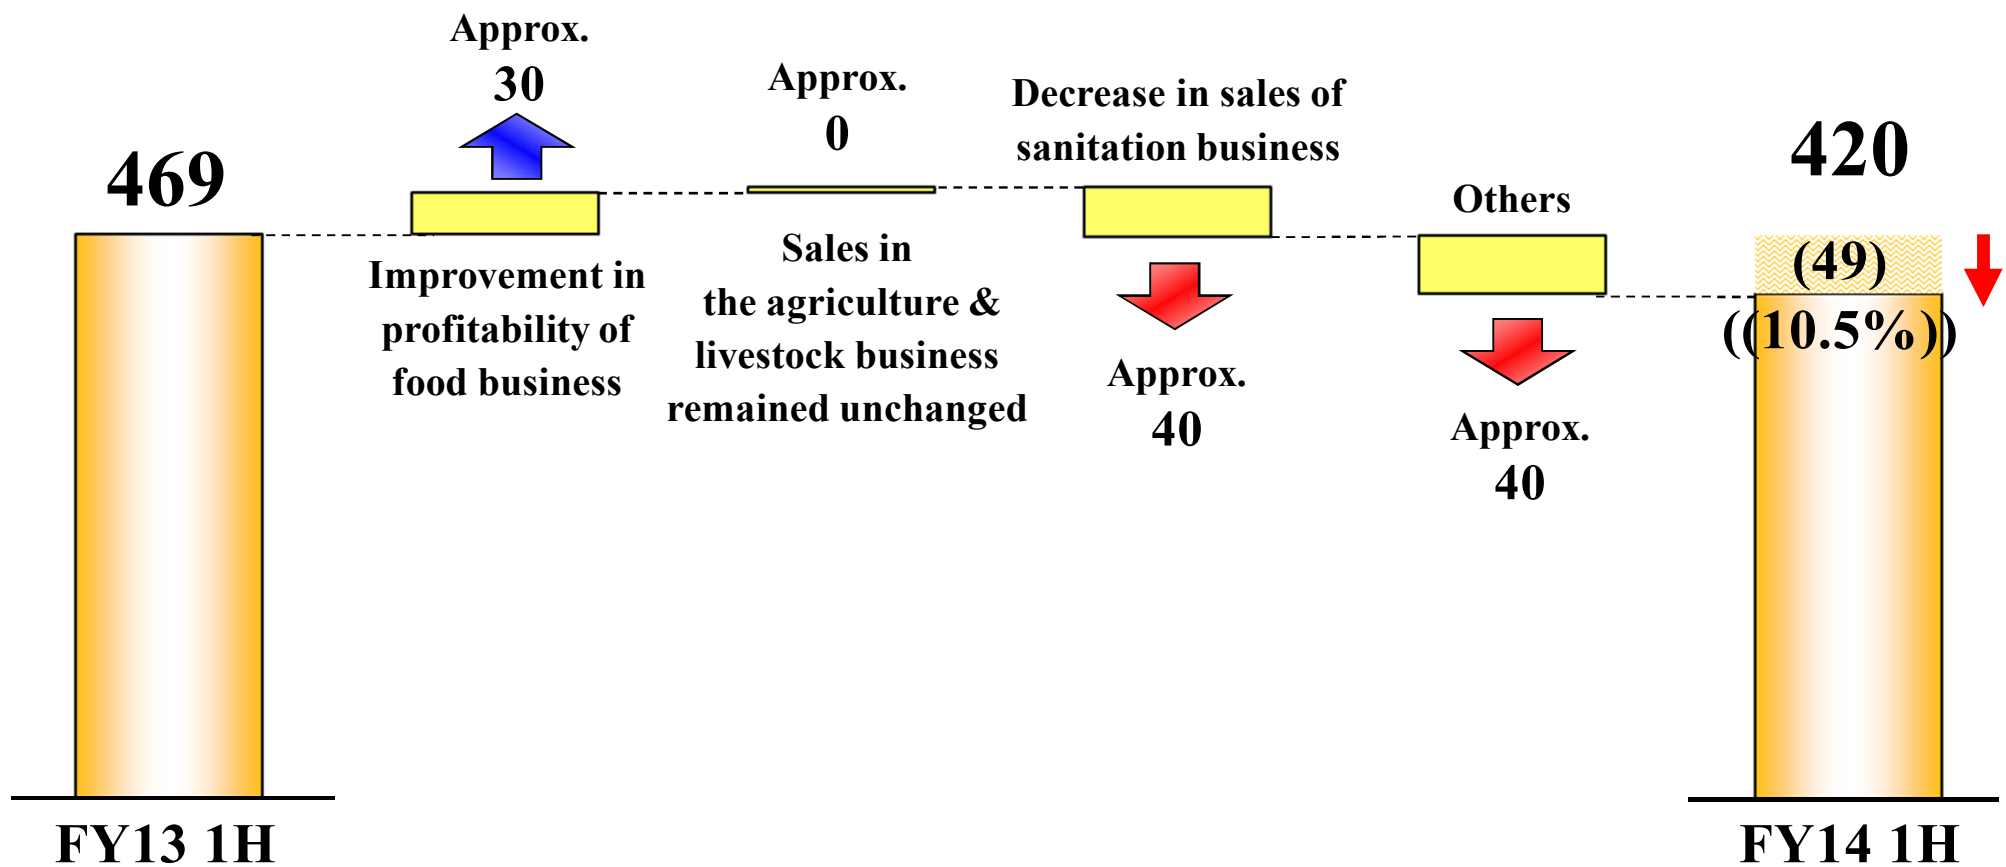 469
Approx.
30
Improvement in
profitability of
food business
Approx.
0
Sales in
the agriculture &
livestock business
remained unchanged
Decrease in sales of
sanitation business
Approx.
40
Others
Approx.
40
420
(49)
((10.5%))
FY13 1H
FY14 1H